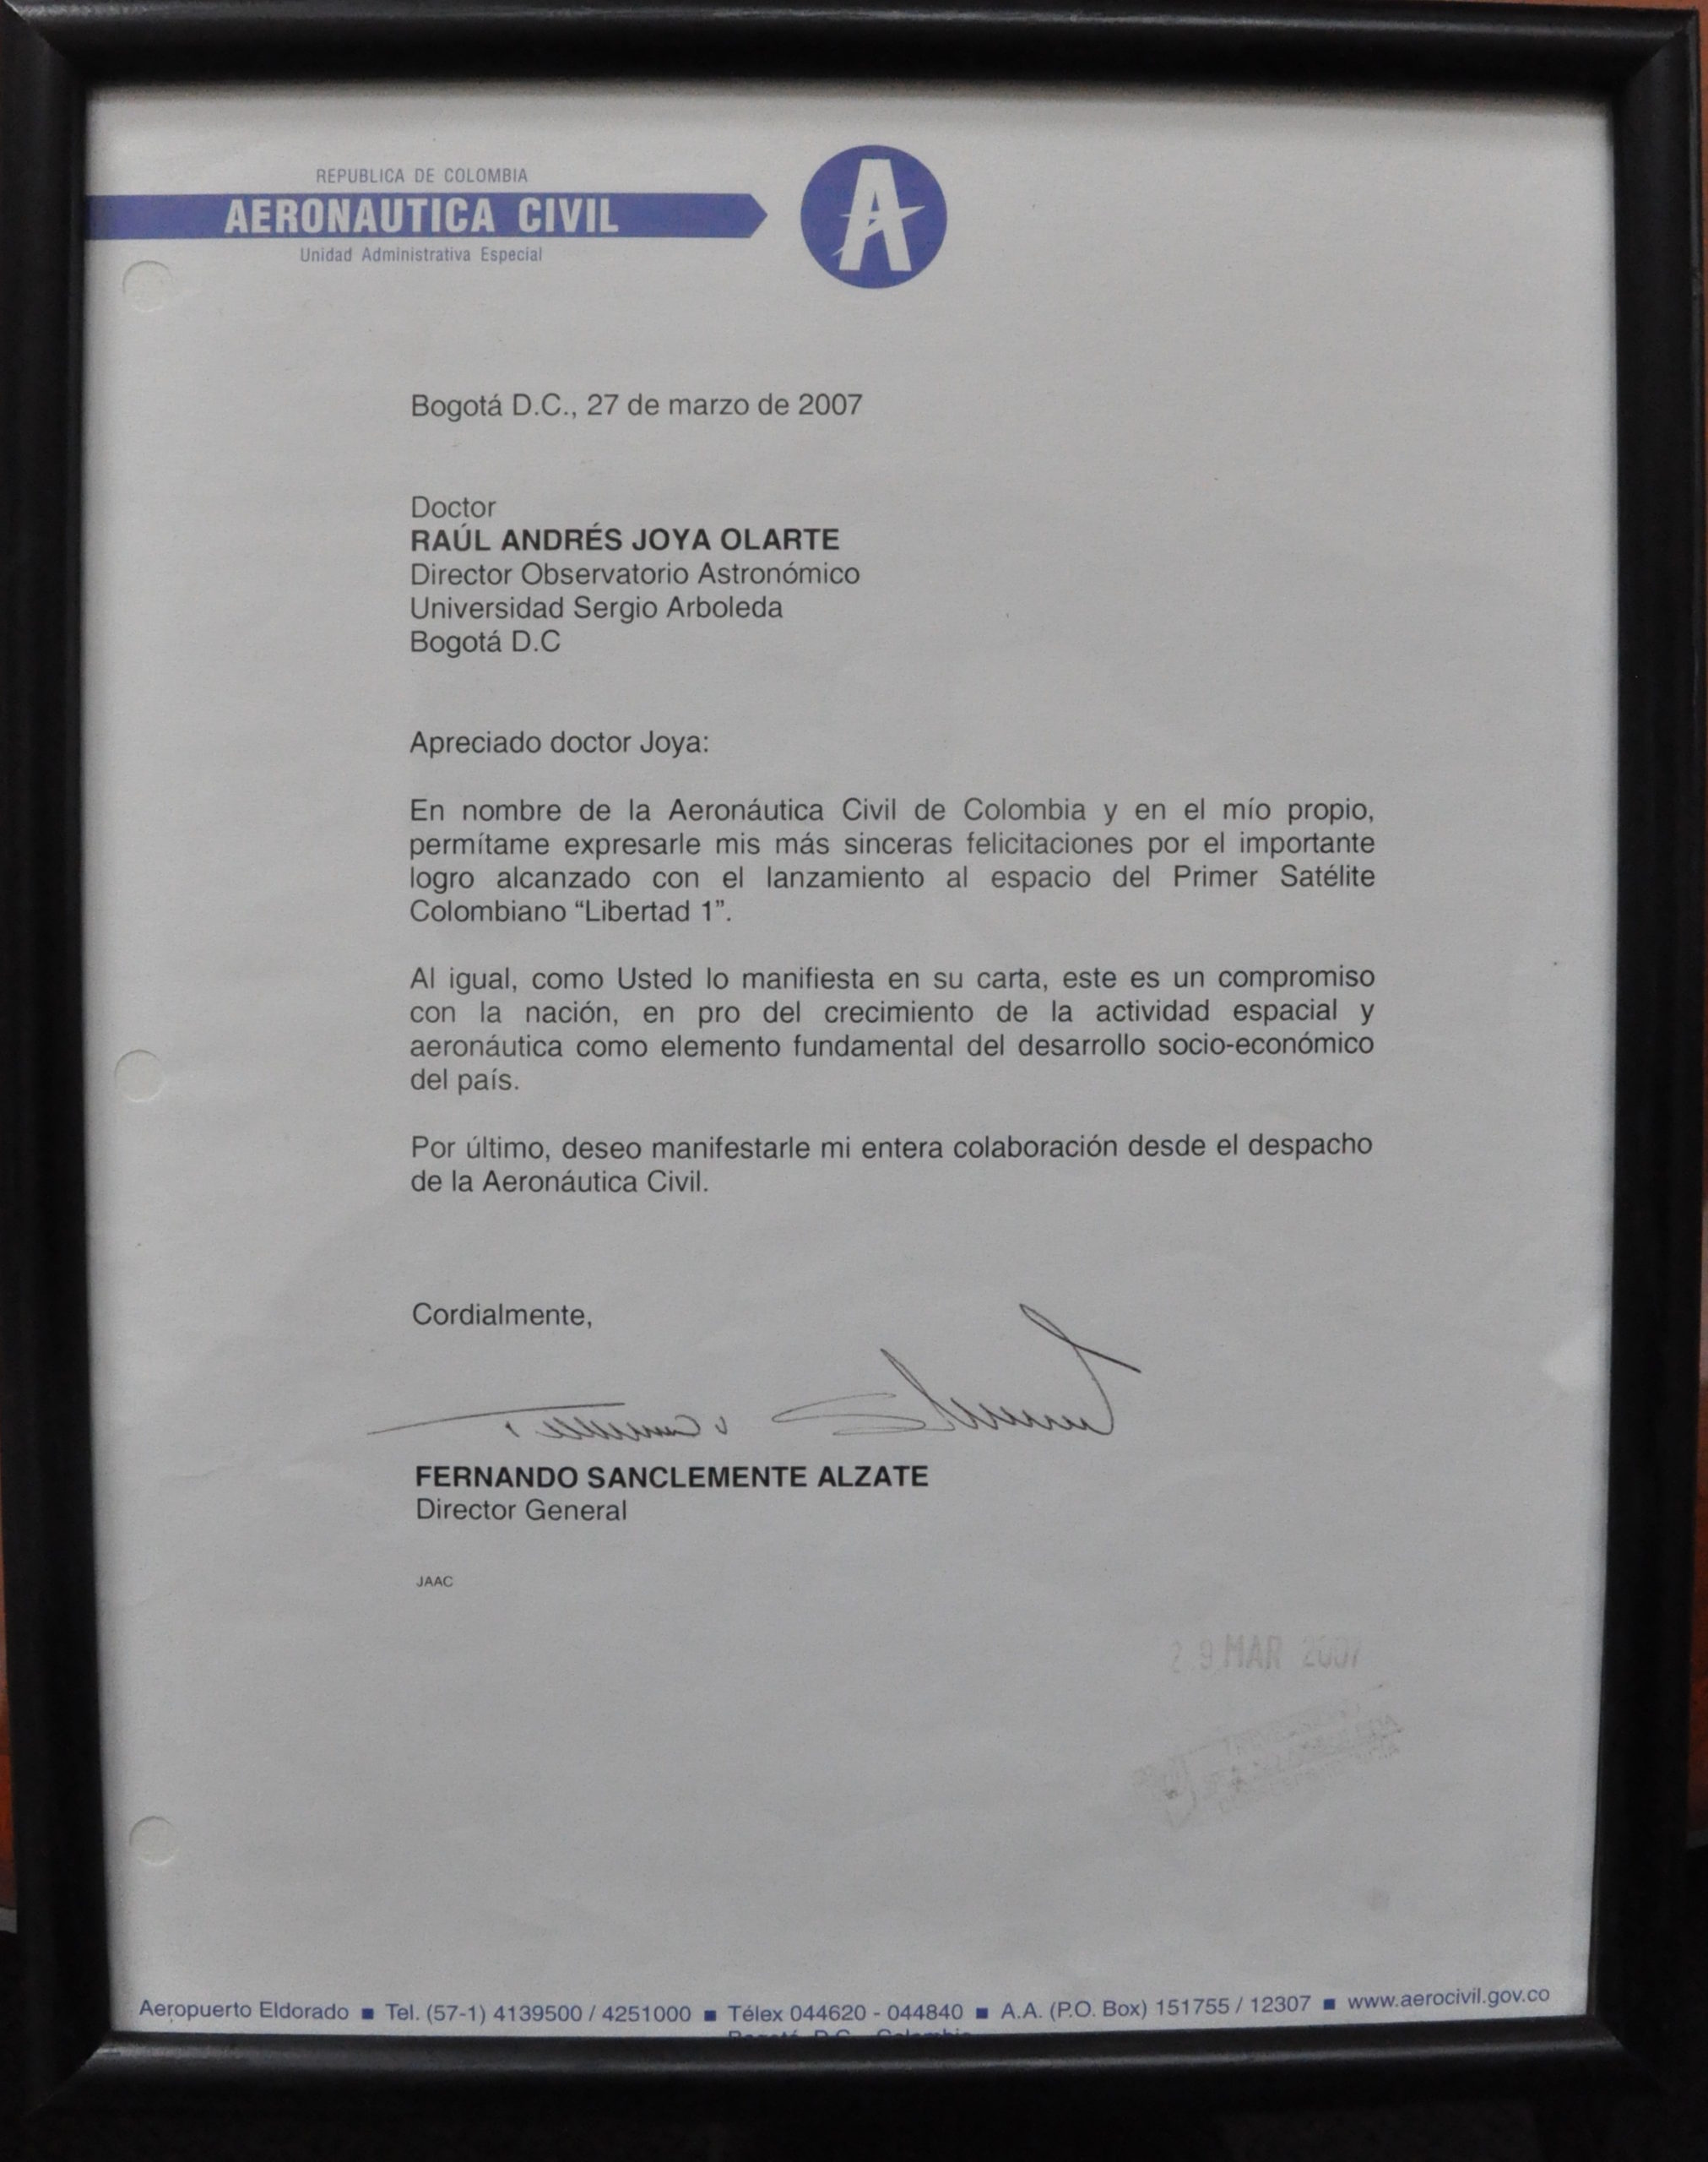 REPUBLICA DE COLOMBIA
AERONAUTICA CIVIL
Unidad Administrativa Especial
A
Bogotá D.C., 27 de marzo de 2007
Doctor
RAÚL ANDRÉS JOYA OLARTE
Director Observatorio Astronómico
Universidad Sergio Arboleda
Bogotá D.C
Apreciado doctor Joya:
En nombre de la Aeronáutica Civil de Colombia y en el mío propio,
permítame expresarle mis más sinceras felicitaciones por el importante
logro alcanzado con el lanzamiento al espacio del Primer Satélite
Colombiano “Libertad 1”.
Al igual, como Usted lo manifiesta en su carta, este es un compromiso
con la nación, en pro del crecimiento de la actividad espacial y
aeronáutica como elemento fundamental del desarrollo socio-económico
del país.
Por último, deseo manifestarle mi entera colaboración desde el despacho
de la Aeronáutica Civil.
Cordialmente,
FERNANDO SANCLEMENTE ALZATE
Director General
JAAC
29 MAR 2007
Aeropuerto Eldorado ■ Tel. (57-1) 4139500 / 4251000 ■ Télex 044620 - 044840 ■ A.A. (P.O. Box) 151755 / 12307 ■ www.aerocivil.gov.co
Bogotá, D.C. - Colombia